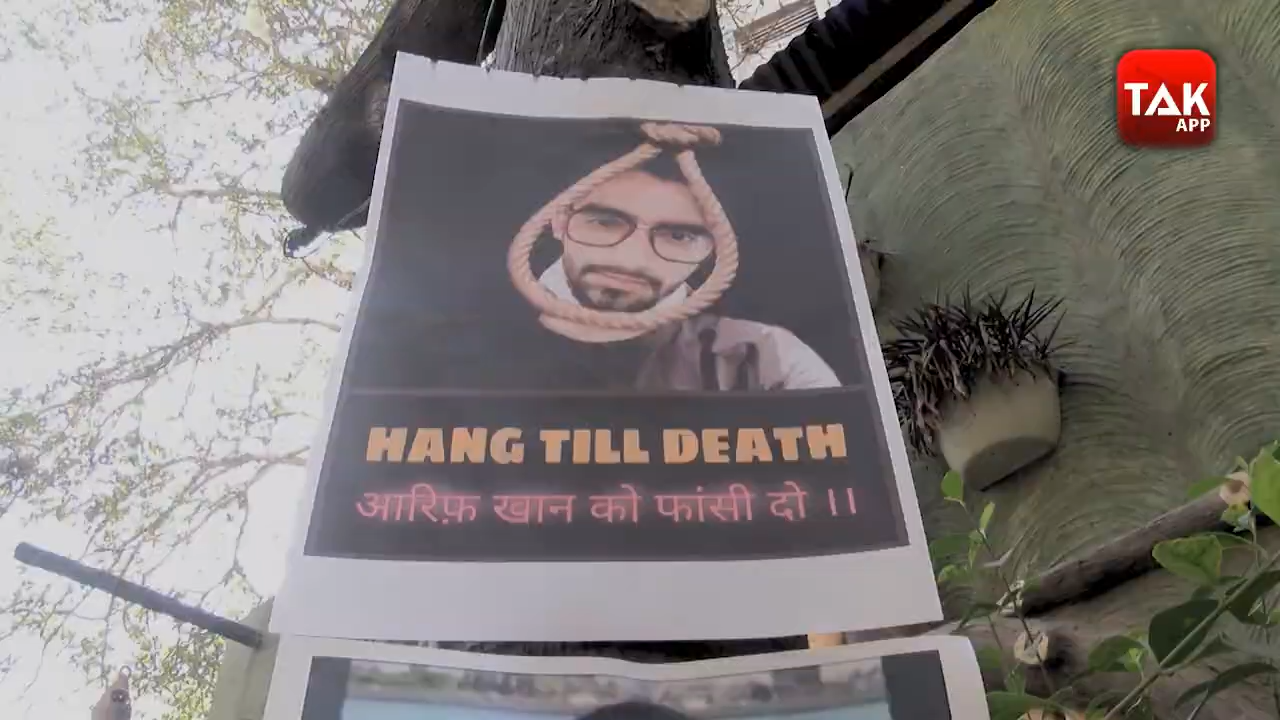 TAK
APP
HANG TILL DEATH
आरिफ़ खान को फांसी दो ।।